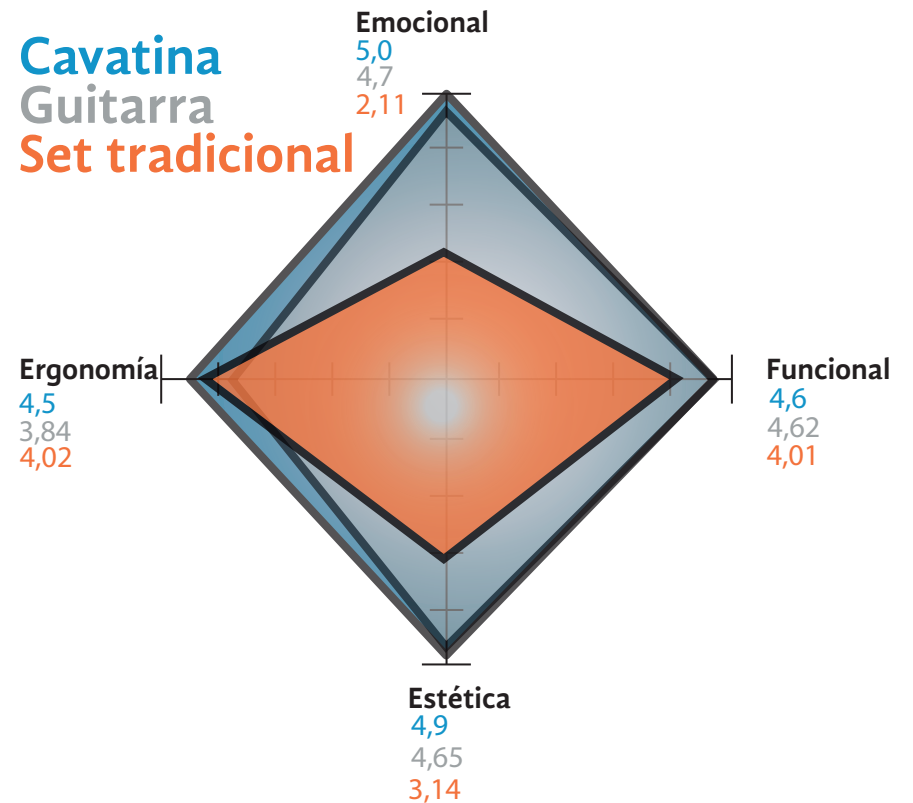 Cavatina
Guitarra
Set tradicional
Emocional
5,0
4,7
2,11
Ergonomía
4,5
3,84
4,02
Funcional
4,6
4,62
4,01
Estética
4,9
4,65
3,14